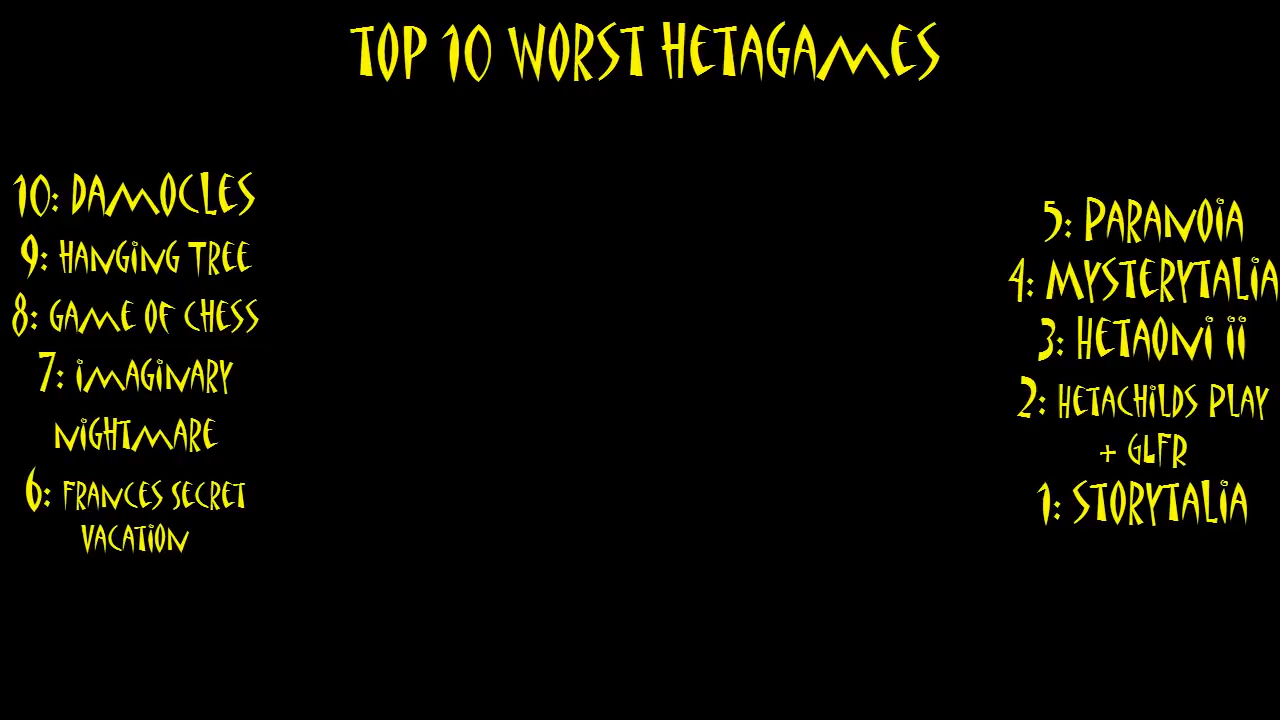 TOP 10 WORST HETAGAMES
10: DAMOCLES
9: HANGING TREE
8: GAME OF CHESS
7: IMAGINARY
NIGHTMARE
6: FRANCES SECRET
VACATION
5: PARANOIA
4: MYSTERYTALIA
3: HETAONI II
2: HETACHILDS PLAY
+ GLFR
1: STORYTALIA